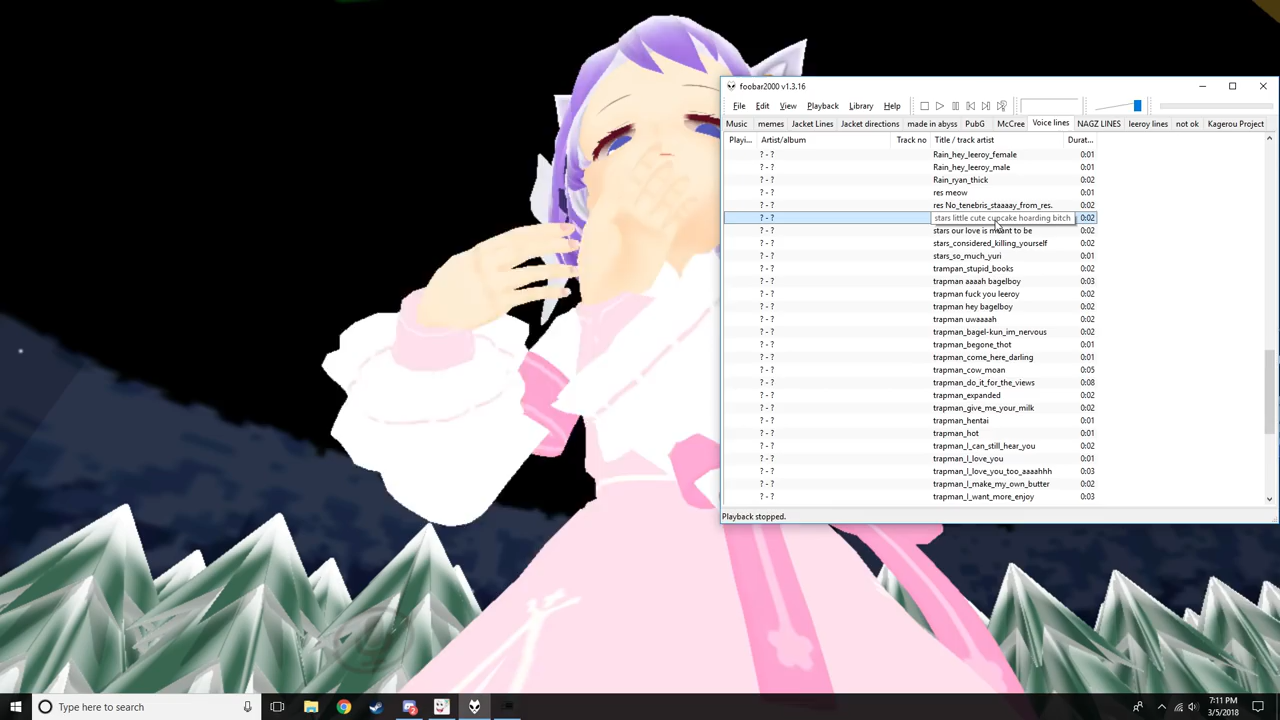 foobar2000 v1.3.16
File Edit View Playback Library Help
Music memes Jacket Lines Jacket directions made in abyss PubG McCree Voice lines NAGZ LINES leeroy lines not ok Kagerou Project
Playi... Artist/album Track no Title / track artist Durat...
? - ? Rain_hey_leeroy_female 0:01
? - ? Rain_hey_leeroy_male 0:01
? - ? Rain_ryan_thick 0:02
? - ? res meow 0:01
? - ? res No_tenebris_staaaay_from_res. 0:02
? - ? stars little cute cupcake hoarding bitch 0:02
? - ? stars our love is meant to be 0:02
? - ? stars_considered_killing_yourself 0:02
? - ? stars_so_much_yuri 0:01
? - ? trampan_stupid_books 0:02
? - ? trapman aaaah bagelboy 0:03
? - ? trapman fuck you leeroy 0:02
? - ? trapman hey bagelboy 0:02
? - ? trapman uwaaaah 0:02
? - ? trapman_bagel-kun_im_nervous 0:02
? - ? trapman_begone_thot 0:02
? - ? trapman_come_here_darling 0:01
? - ? trapman_cow_moan 0:05
? - ? trapman_do_it_for_the_views 0:08
? - ? trapman_expanded 0:02
? - ? trapman_give_me_your_milk 0:02
? - ? trapman_hentai 0:01
? - ? trapman_hot 0:01
? - ? trapman_I_can_still_hear_you 0:02
? - ? trapman_I_love_you 0:01
? - ? trapman_I_love_you_too_aaaahhh 0:03
? - ? trapman_I_make_my_own_butter 0:02
? - ? trapman_I_want_more_enjoy 0:03
Playback stopped.
Type here to search
7:11 PM
3/5/2018